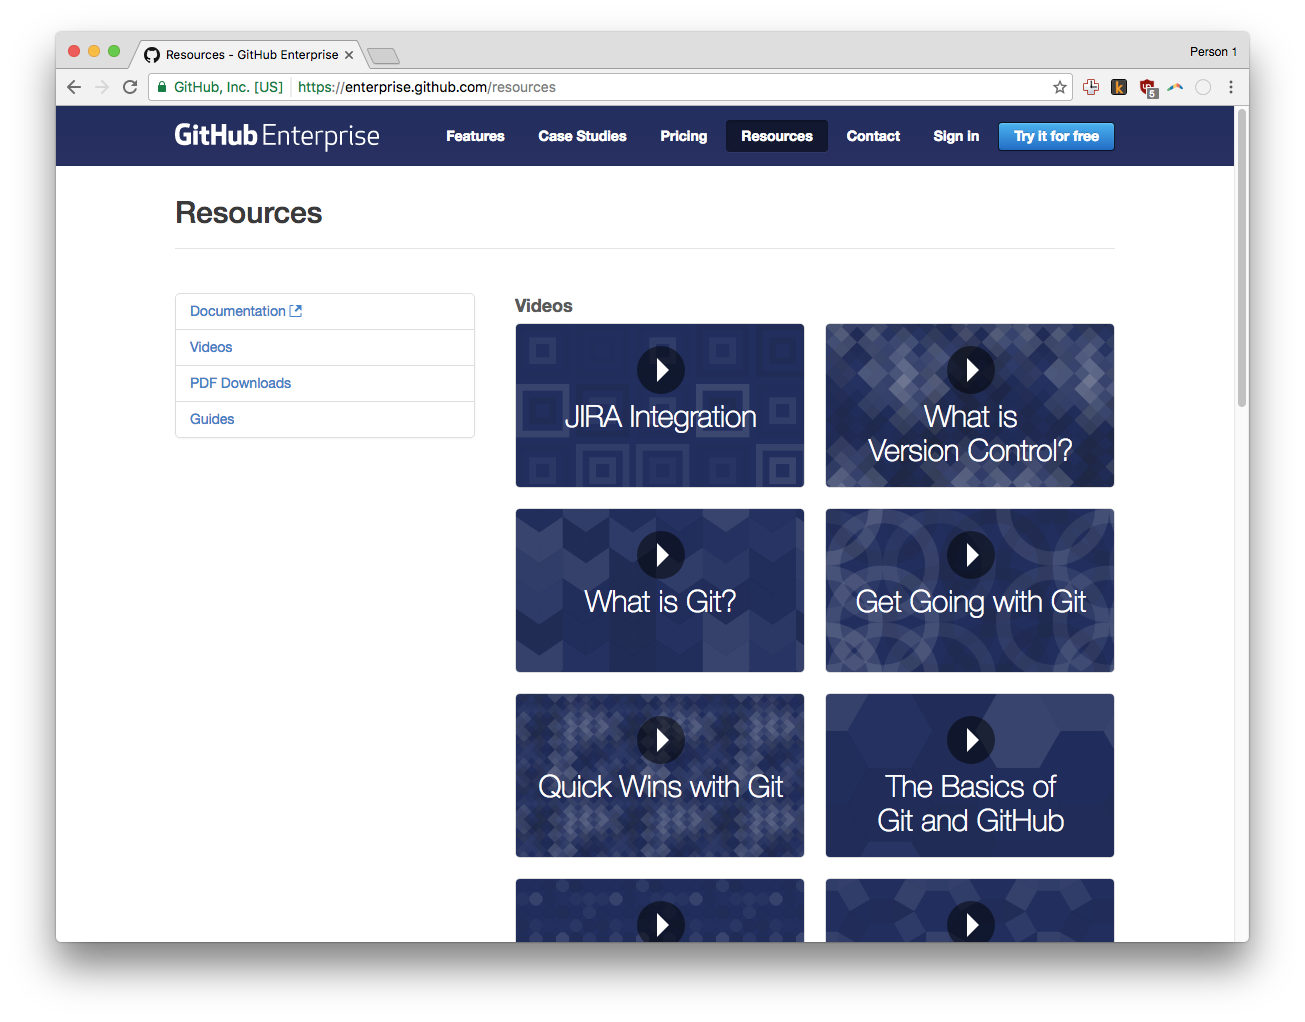 Resources - GitHub Enterprise
Person 1
GitHub, Inc. [US]
https://enterprise.github.com/resources
5
GitHub Enterprise
Features
Case Studies
Pricing
Resources
Contact
Sign in
Try it for free
Resources
Documentation
Videos
PDF Downloads
Guides
Videos
JIRA Integration
What is
Version Control?
What is Git?
Get Going with Git
Quick Wins with Git
The Basics of
Git and GitHub